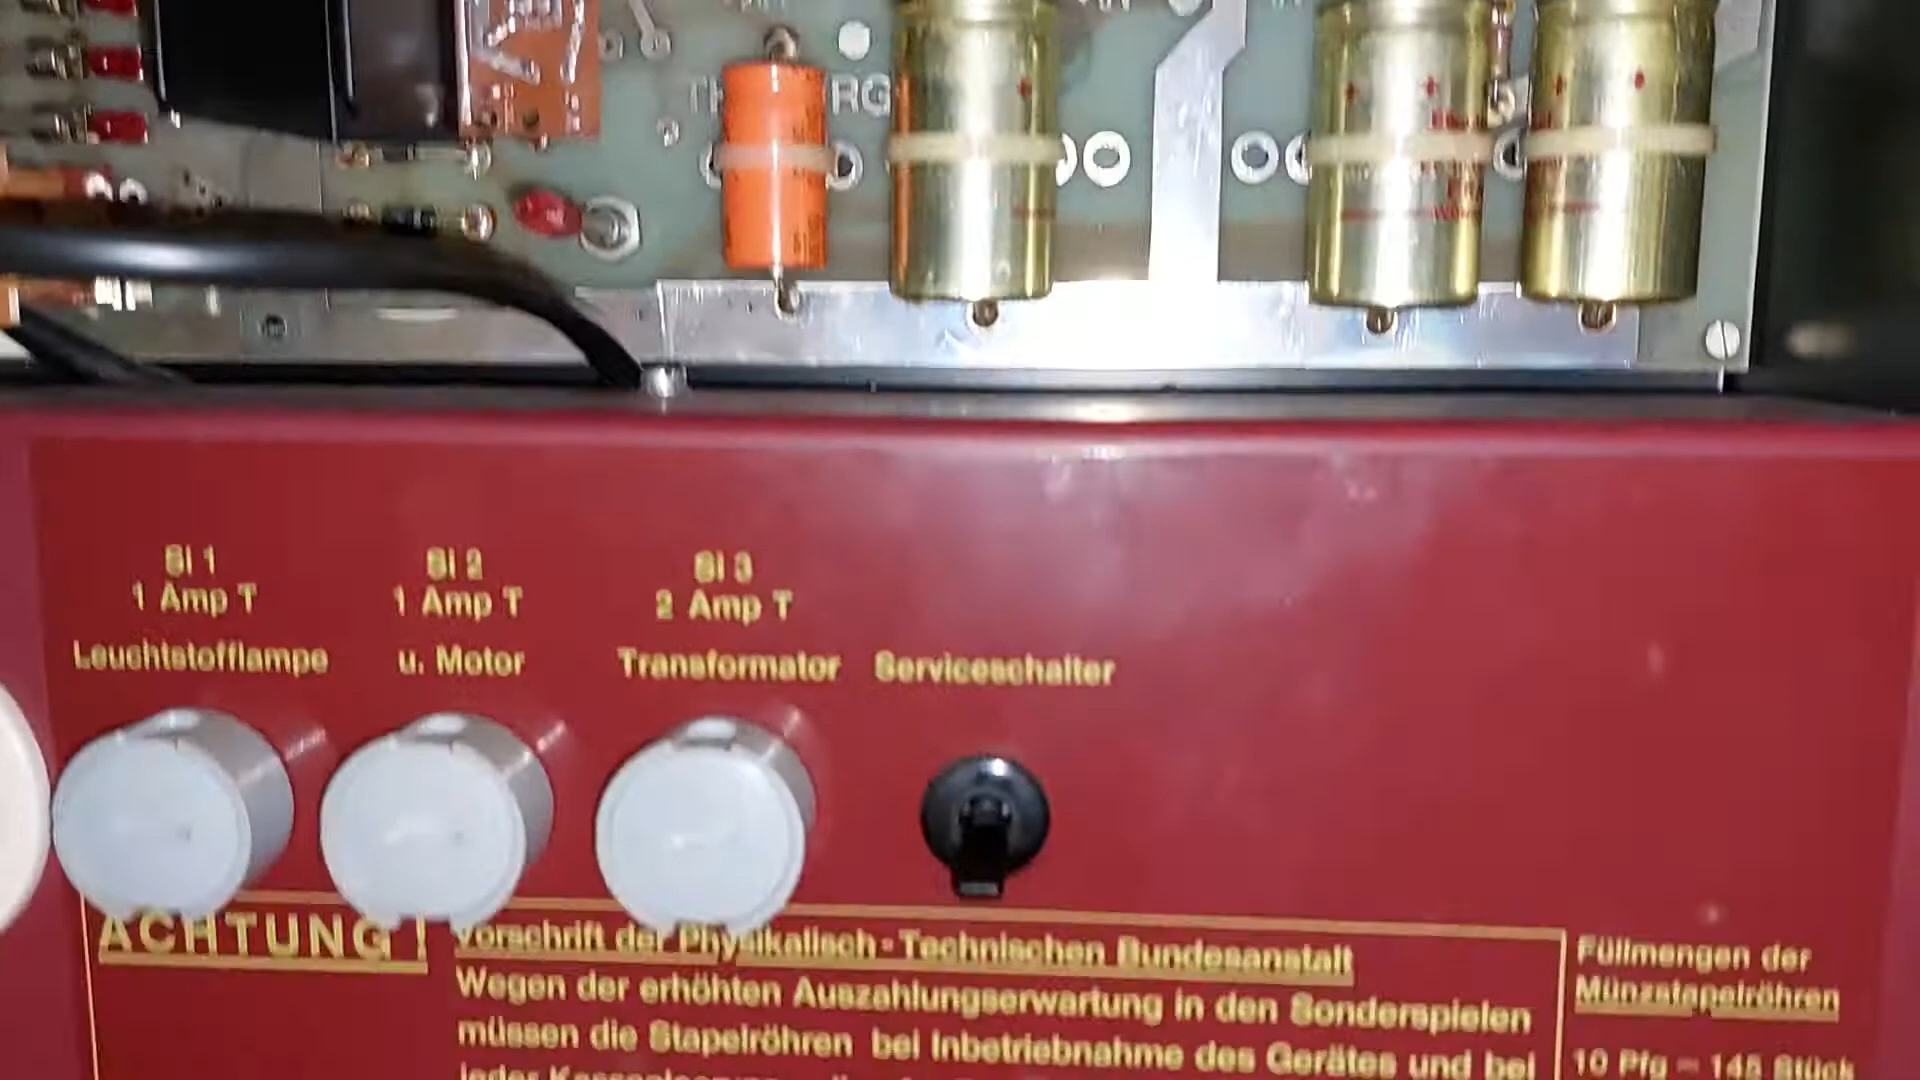 Si 1
1 Amp T
Leuchtstofflampe
Si 2
1 Amp T
u. Motor
Si 3
2 Amp T
Transformator
Serviceschalter
ACHTUNG !
Vorschrift der Physikalisch-Technischen Bundesanstalt
Wegen der erhöhten Auszahlungserwartung in den Sonderspielen
müssen die Stapelröhren bei Inbetriebnahme des Gerätes und bei
jeder
Füllmengen der
Münzstapelröhren
10 Pfg = 145 Stück